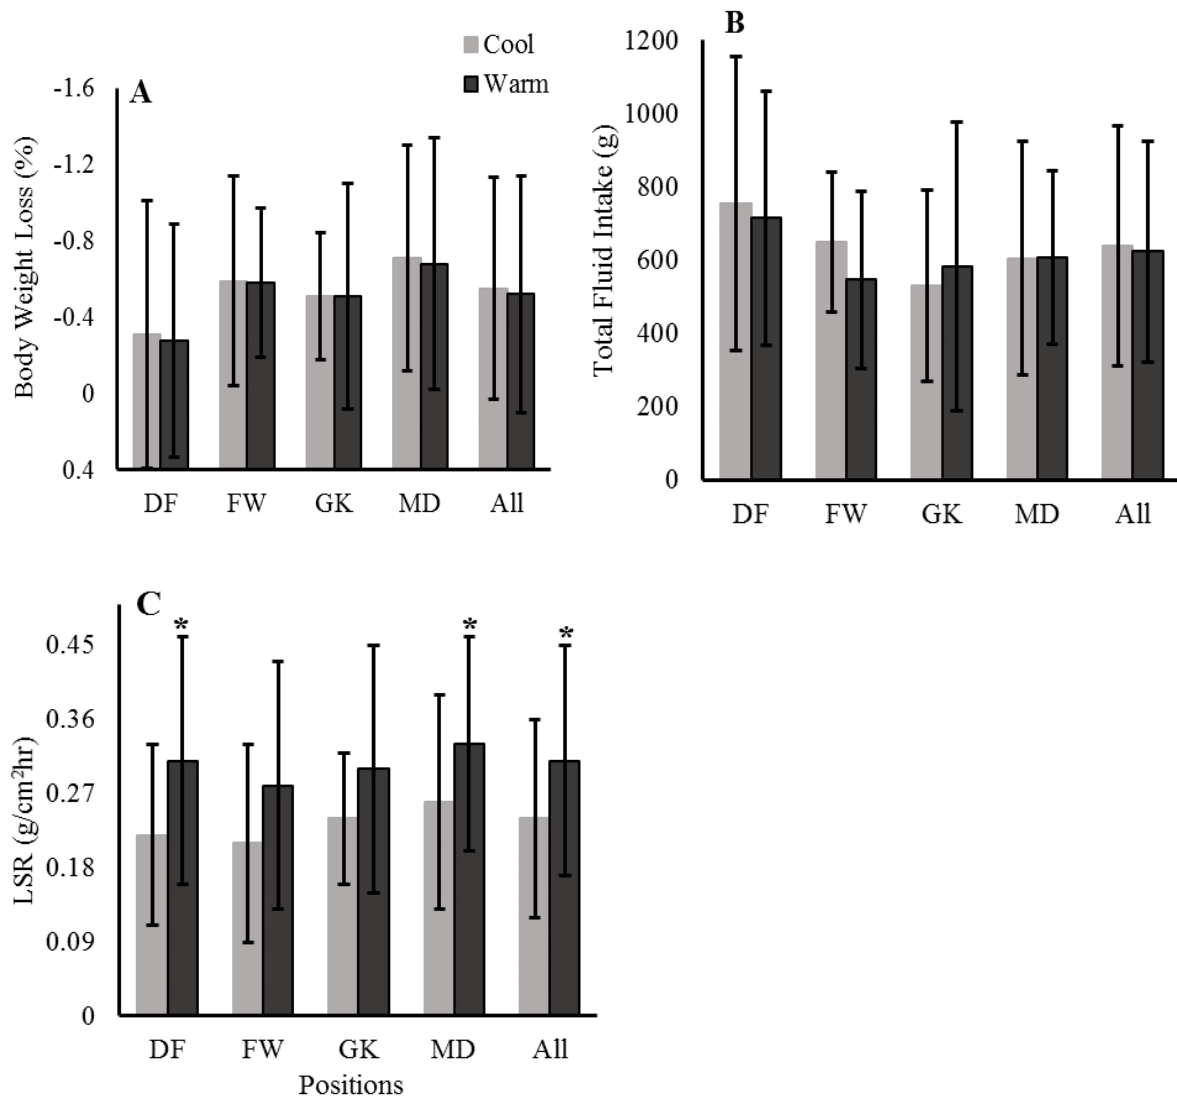 A
Cool
Warm
Body Weight Loss (%)
-1.6
-1.2
-0.8
-0.4
0
0.4
DF FW GK MD All
B
Total Fluid Intake (g)
1200
1000
800
600
400
200
0
DF FW GK MD All
C
LSR (g/cm²hr)
0.45
0.36
0.27
0.18
0.09
0
* * *
DF FW GK MD All
Positions